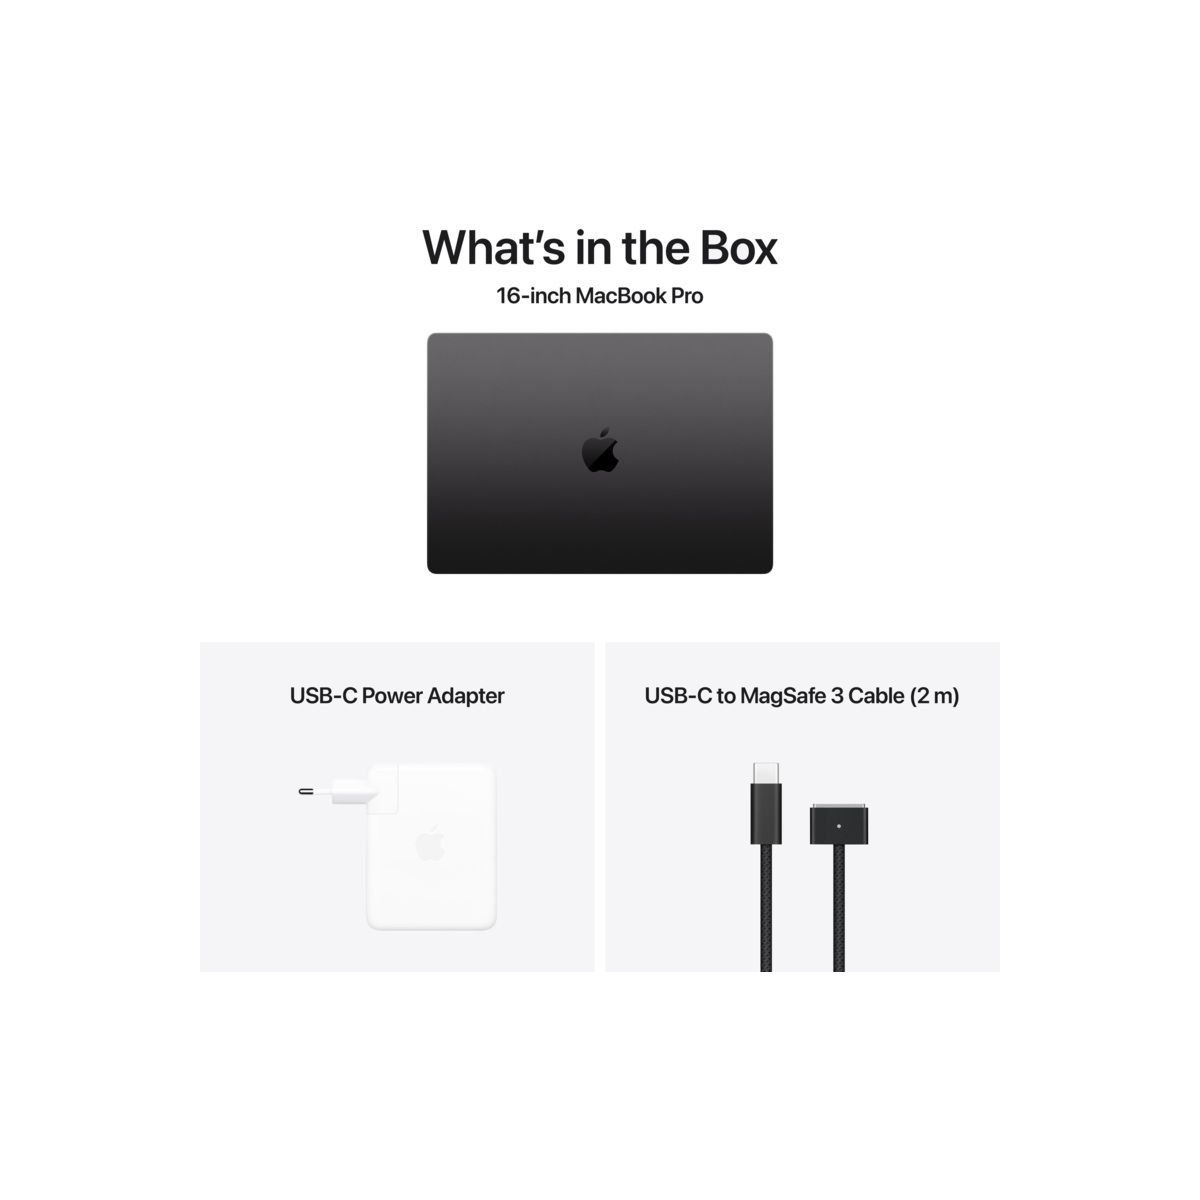 What’s in the Box
16-inch MacBook Pro
USB-C Power Adapter
USB-C to MagSafe 3 Cable (2 m)